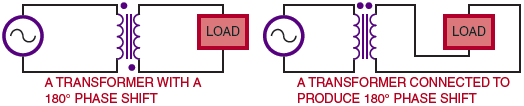 LOAD
A TRANSFORMER WITH A
180° PHASE SHIFT
LOAD
A TRANSFORMER CONNECTED TO
PRODUCE 180° PHASE SHIFT